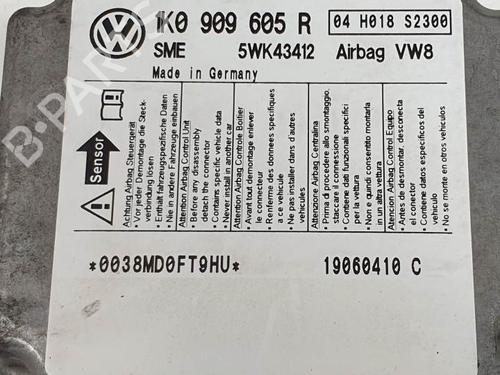 1K0 909 605 R
04 H018 S2300
SME
5WK43412
Airbag VW8
Made in Germany
Sensor
Achtung Airbag Steuergerät
• Vor jeder Demontage die Steck-
verbindung lösen
• Enthält fahrzeugspezifische Daten
• Nie in andere Fahrzeuge einbauen
Attention Airbag Control Unit
• Before any disassembly
detach the connector
• Contains specific vehicle data
• Never install in another car
Attention Airbag Controle Boitier
• Avant tout demontage enlever
le connecteur
• Renferme des donnees specifiques
a ce vehicule
• Ne pas installer dans d'autres
vehicules
Attenzione Airbag Centralina
• Prima di procedere allo smontaggio,
staccare il connessione
• Contiene dati funzionali specifici
per la vettura
• Non e quindi consentito montarla
in un altra vettura
Atencion Airbag Control Equipo
• Antes de desmontar, desconecta
el conector
• Contiene datos especificos del
vehiculo
• No se monte en otros vehiculos
*0038MD0FT9HU*
19060410 C
B-PARTS